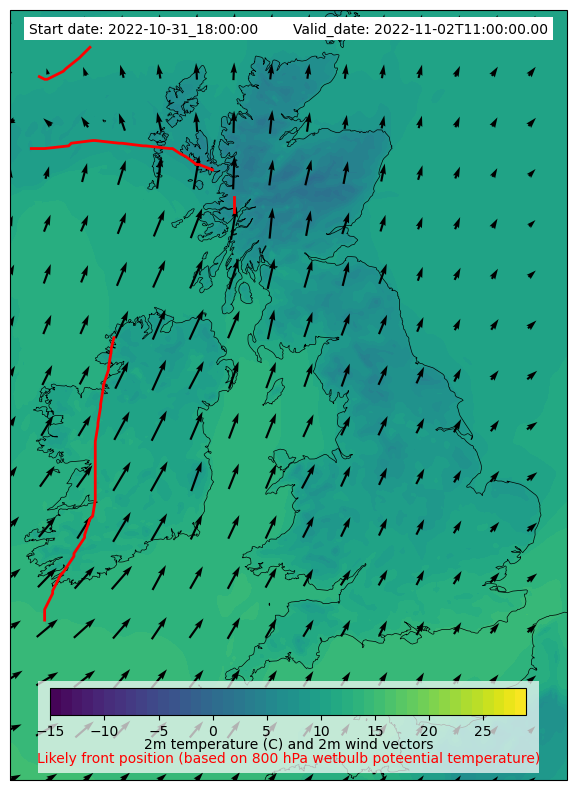 Start date: 2022-10-31_18:00:00 Valid_date: 2022-11-02T11:00:00.00
−15 −10 −5 0 5 10 15 20 25
2m temperature (C) and 2m wind vectors
Likely front position (based on 800 hPa wetbulb poteential temperature)